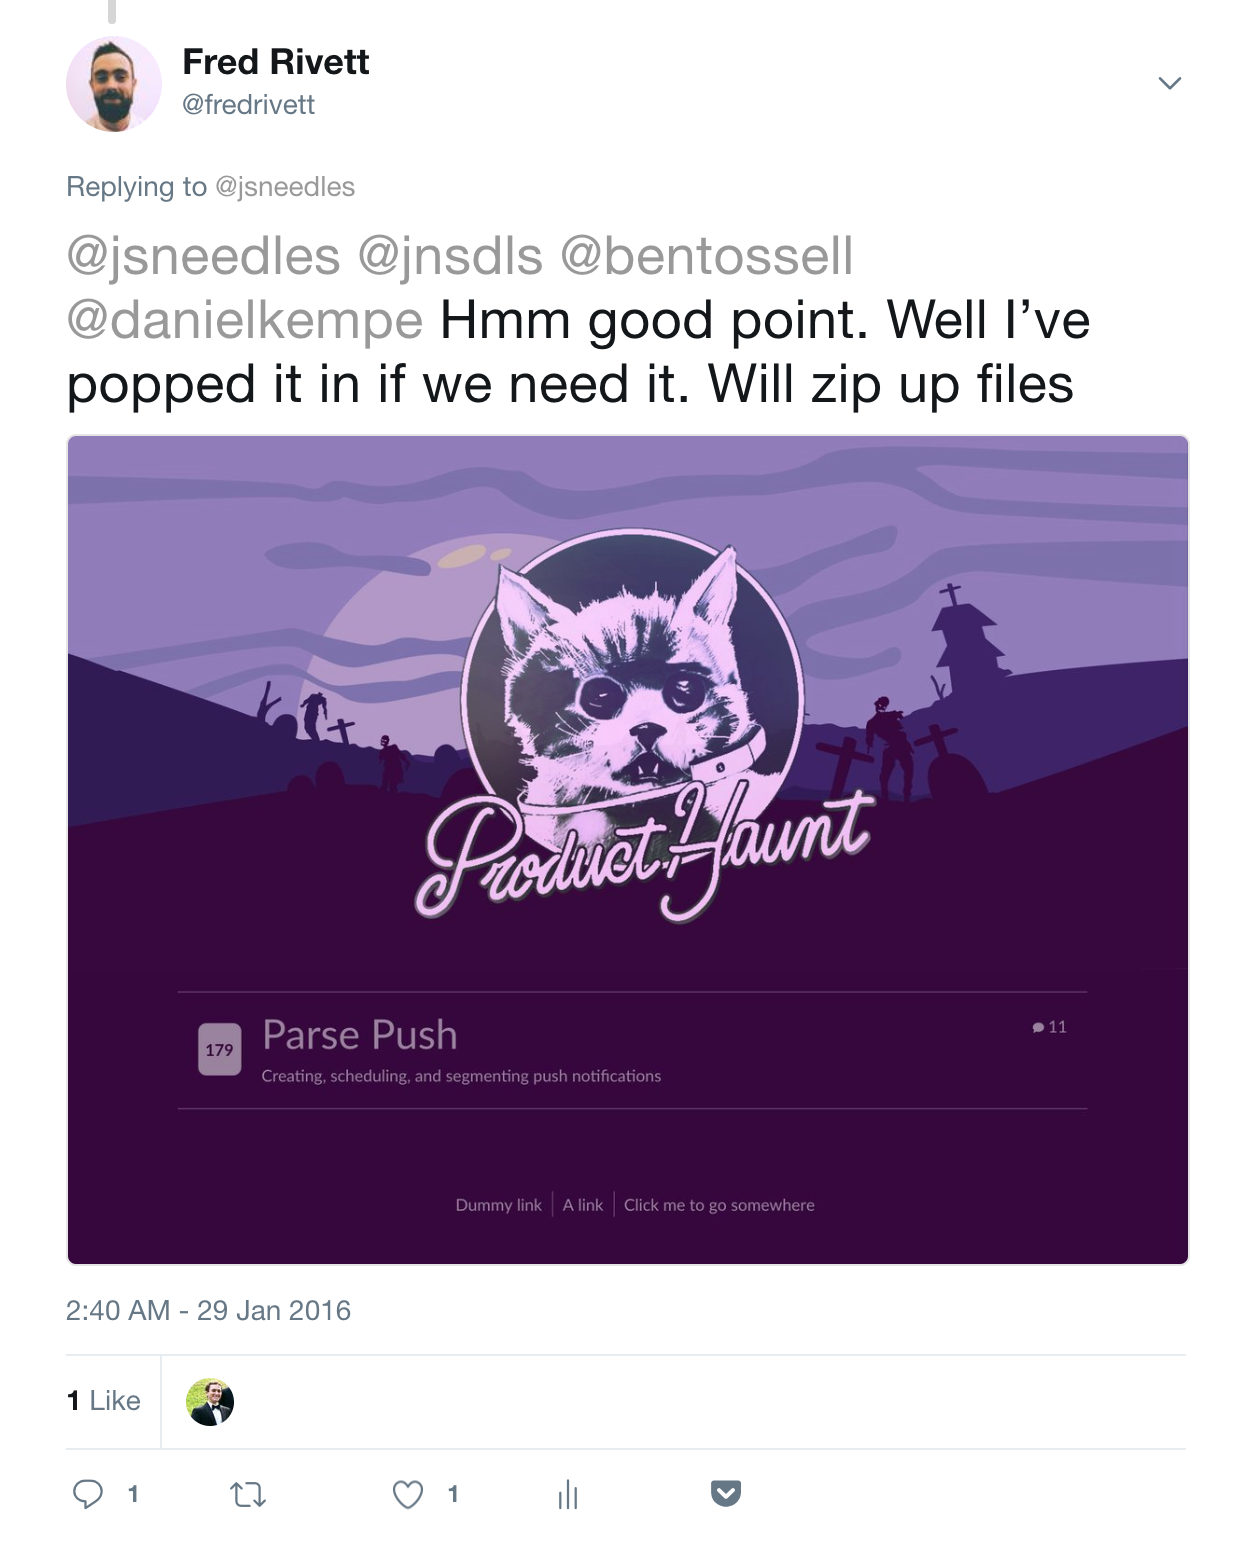 Fred Rivett
@fredrivett
Replying to @jsneedles
@jsneedles @jnsdls @bentossell
@danielkempe Hmm good point. Well I’ve
popped it in if we need it. Will zip up files
Product Haunt
179
Parse Push
11
Creating, scheduling, and segmenting push notifications
Dummy link
A link
Click me to go somewhere
2:40 AM - 29 Jan 2016
1 Like
1
1